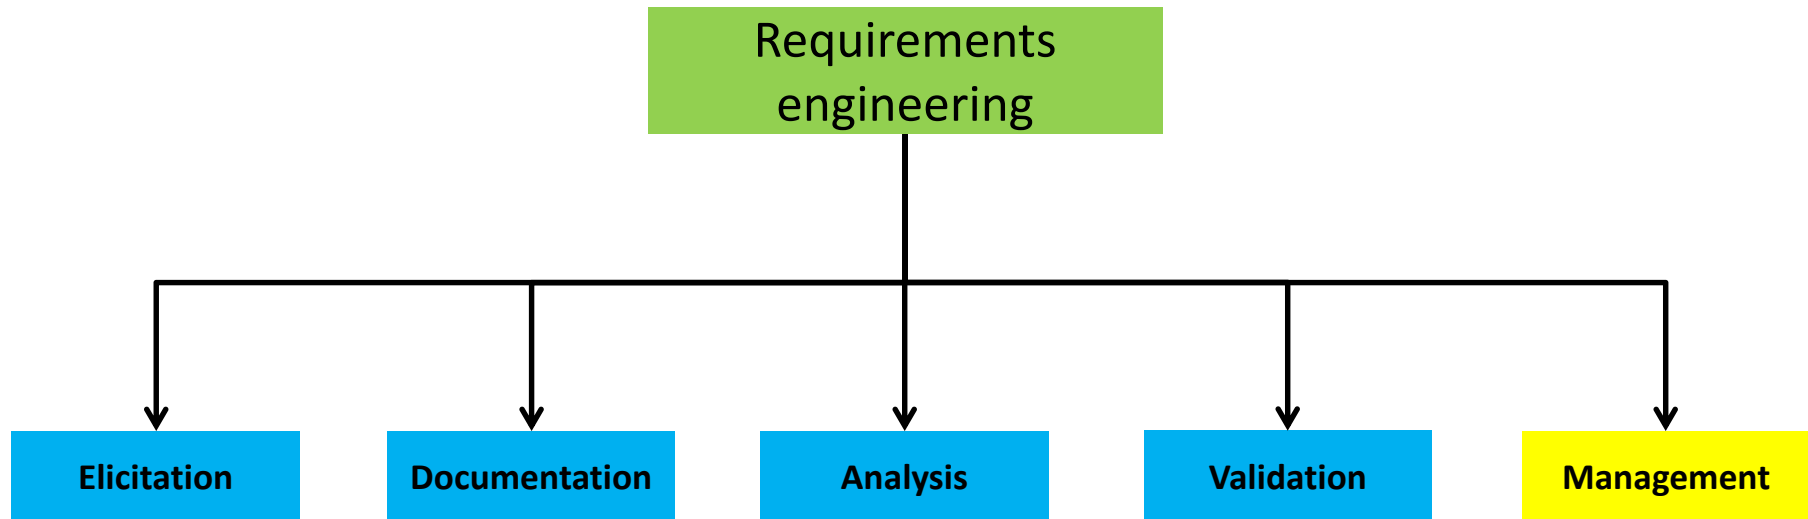 Requirements
engineering
Elicitation
Documentation
Analysis
Validation
Management